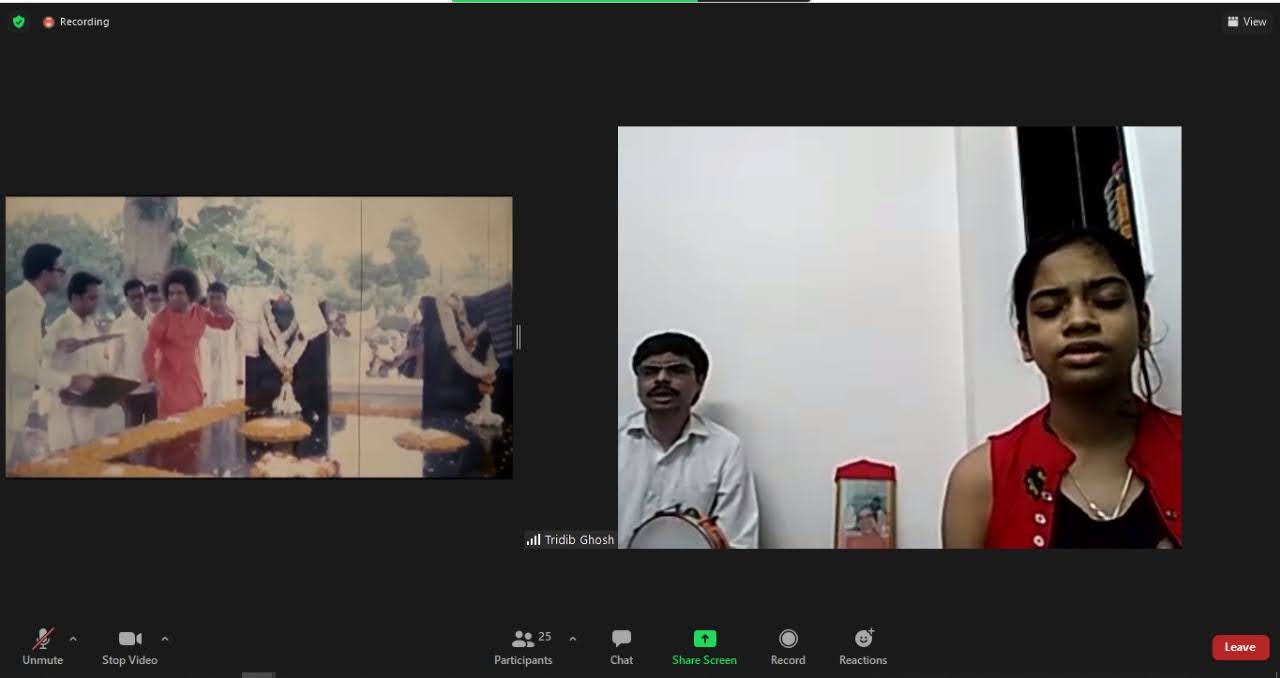 Recording
View
Tridib Ghosh
Unmute
Stop Video
25
Participants
Chat
Share Screen
Record
Reactions
Leave